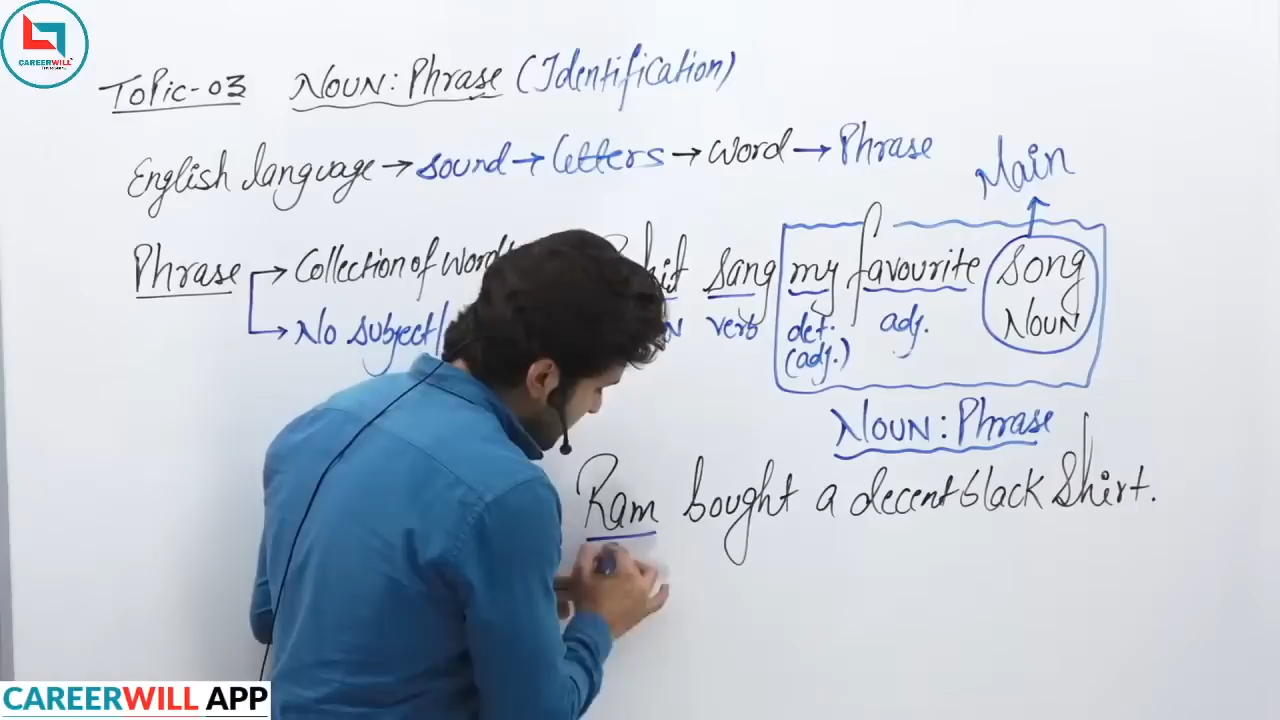 CAREERWILL
Topic-03 Noun: Phrase (Identification)
English language → sound → letters → word → Phrase
Main
Phrase → Collection of Word
sang my favourite song
→ No subject
verb det. adj. Noun
(adj.)
Noun: Phrase
Ram bought a decent black shirt.
CAREERWILL APP